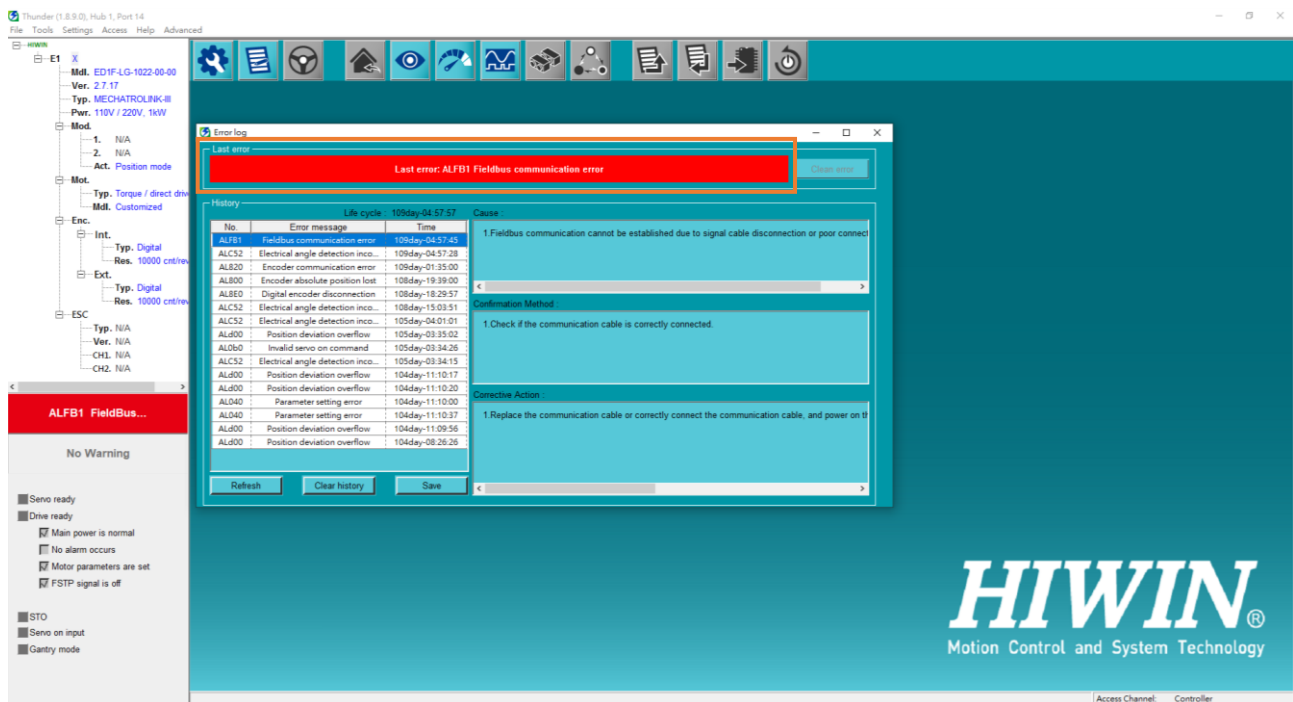 Thunder (1.8.9.0), Hub 1, Port 14
File Tools Settings Access Help Advanced
HIWIN
E1 X
Mdl. ED1F-LG-1022-00-00
Ver. 2.7.17
Typ. MECHATROLINK-III
Pwr. 110V / 220V, 1kW
Mod.
1. N/A
2. N/A
Act. Position mode
Mot.
Typ. Torque / direct driv
Mdl. Customized
Enc.
Int.
Typ. Digital
Res. 10000 cnt/rev
Ext.
Typ. Digital
Res. 10000 cnt/rev
ESC
Typ. N/A
Ver. N/A
CH1. N/A
CH2. N/A
ALFB1 FieldBus...
No Warning
Servo ready
Drive ready
Main power is normal
No alarm occurs
Motor parameters are set
FSTP signal is off
STO
Servo on input
Gantry mode
Error log
Last error
Last error: ALFB1 Fieldbus communication error
Clean error
History
Life cycle : 109day-04:57:57
No. Error message Time
ALFB1 Fieldbus communication error 109day-04:57:45
ALC52 Electrical angle detection inco... 109day-04:57:28
AL820 Encoder communication error 109day-01:35:00
AL800 Encoder absolute position lost 108day-19:39:00
AL8E0 Digital encoder disconnection 108day-18:29:57
ALC52 Electrical angle detection inco... 108day-15:03:51
ALC52 Electrical angle detection inco... 105day-04:01:01
ALd00 Position deviation overflow 105day-03:35:02
AL0b0 Invalid servo on command 105day-03:34:26
ALC52 Electrical angle detection inco... 105day-03:34:15
ALd00 Position deviation overflow 104day-11:10:17
ALd00 Position deviation overflow 104day-11:10:20
AL040 Parameter setting error 104day-11:10:00
AL040 Parameter setting error 104day-11:10:37
ALd00 Position deviation overflow 104day-11:09:56
ALd00 Position deviation overflow 104day-08:26:26
Refresh Clear history Save
Cause :
1.Fieldbus communication cannot be established due to signal cable disconnection or poor connect
Confirmation Method :
1.Check if the communication cable is correctly connected.
Corrective Action :
1.Replace the communication cable or correctly connect the communication cable, and power on th
HIWIN®
Motion Control and System Technology
Access Channel: Controller